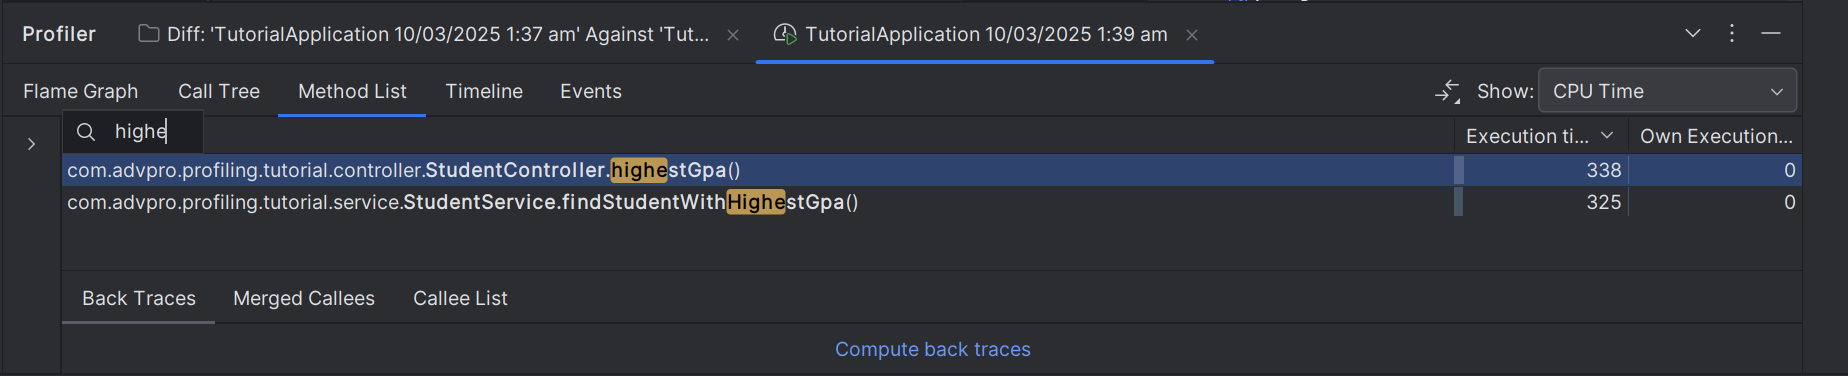 Profiler Diff: 'TutorialApplication 10/03/2025 1:37 am' Against 'Tut... TutorialApplication 10/03/2025 1:39 am
Flame Graph Call Tree Method List Timeline Events Show: CPU Time
highe
Execution ti... Own Execution...
com.advpro.profiling.tutorial.controller.StudentController.highestGpa() 338 0
com.advpro.profiling.tutorial.service.StudentService.findStudentWithHighestGpa() 325 0
Back Traces Merged Callees Callee List
Compute back traces